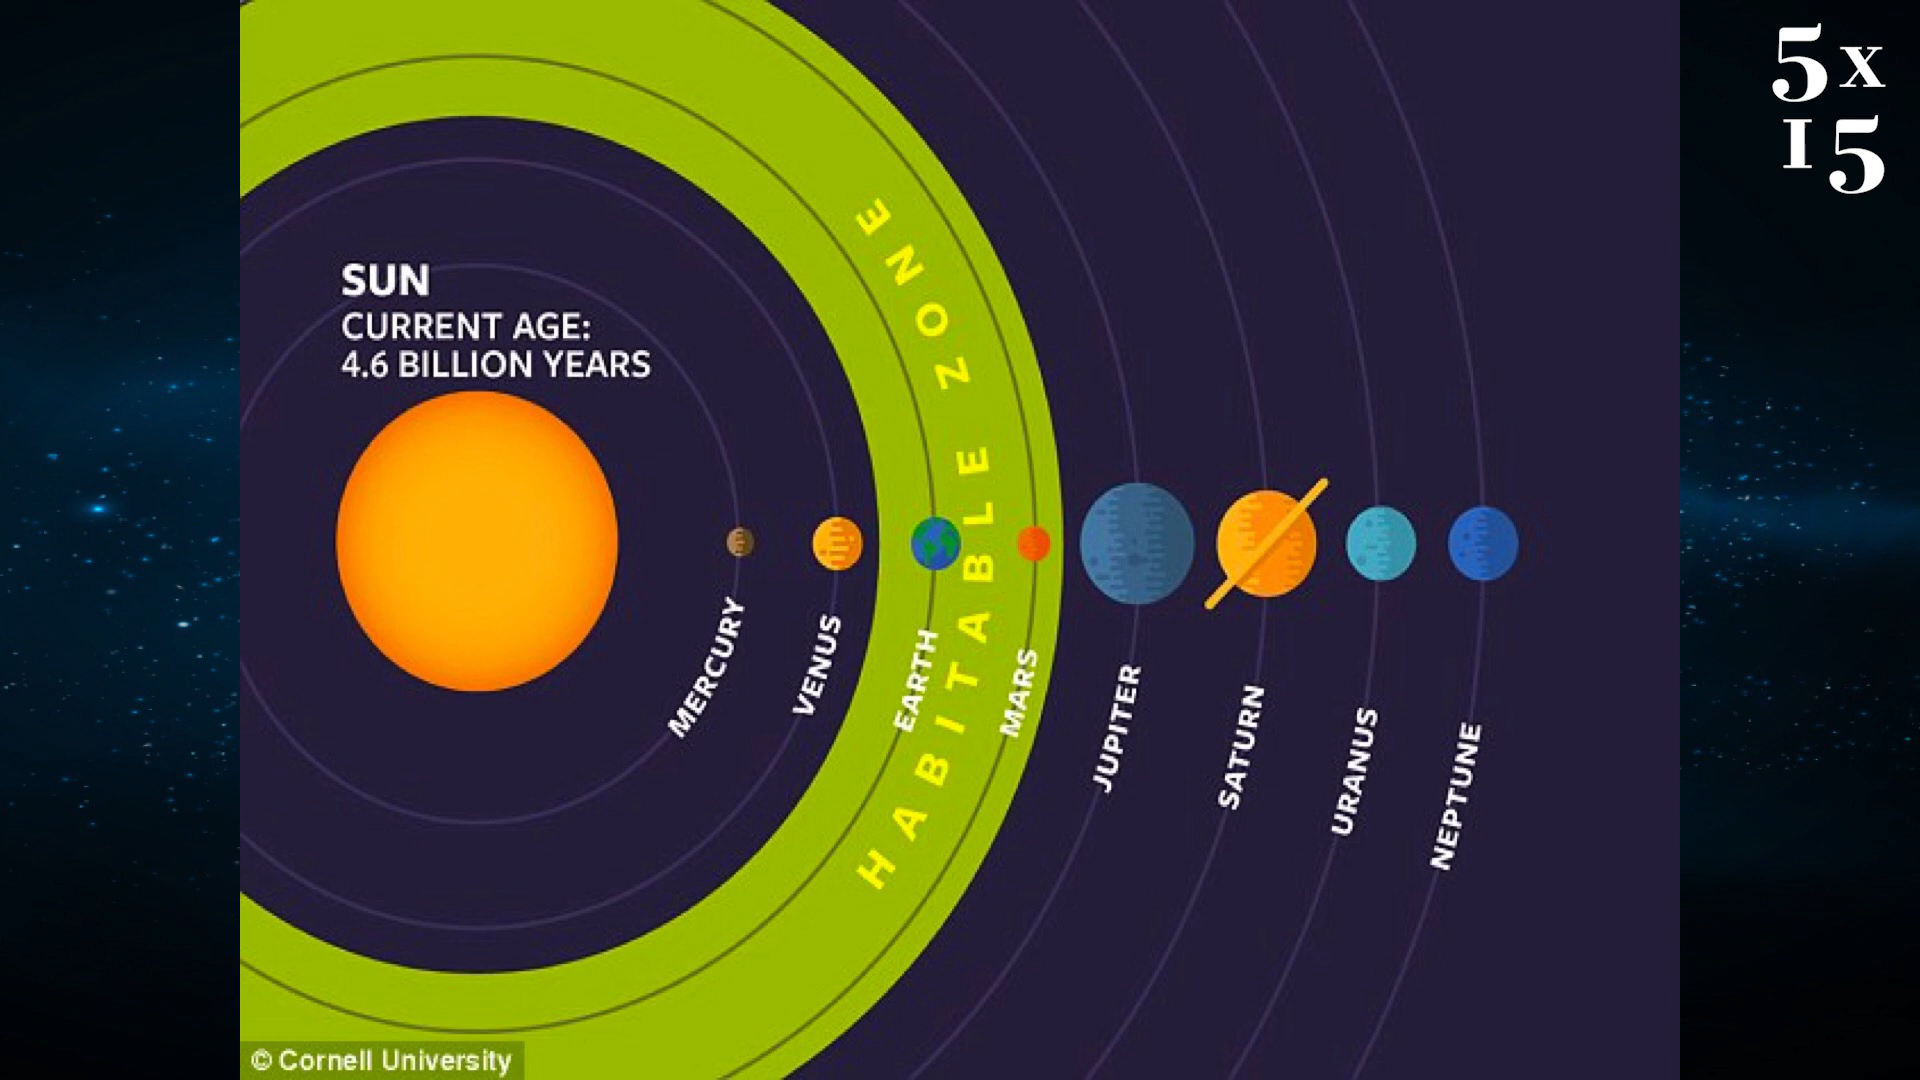 5 x
15
SUN
CURRENT AGE:
4.6 BILLION YEARS
HABITABLE ZONE
MERCURY
VENUS
EARTH
MARS
JUPITER
SATURN
URANUS
NEPTUNE
© Cornell University